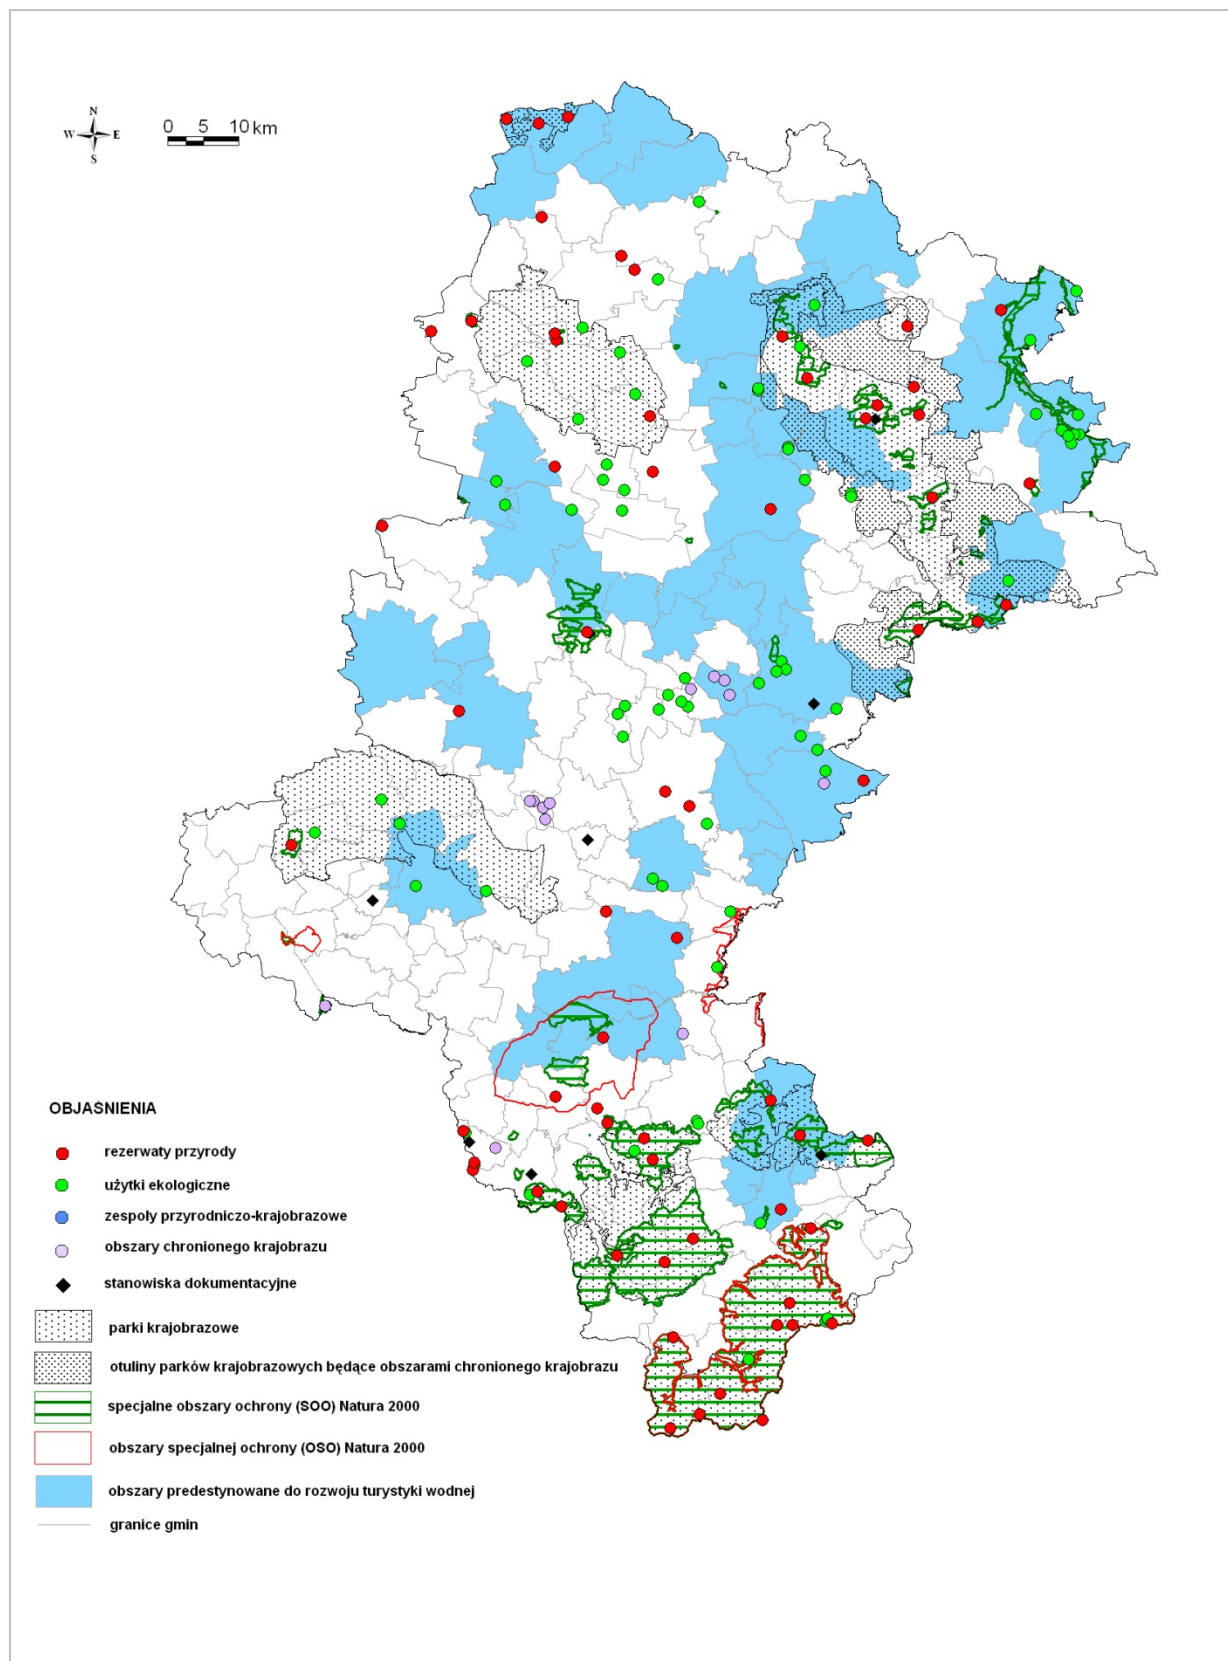 N
W E
S
0 5 10 km
OBJAŚNIENIA
rezerwaty przyrody
użytki ekologiczne
zespoły przyrodniczo-krajobrazowe
obszary chronionego krajobrazu
stanowiska dokumentacyjne
parki krajobrazowe
otuliny parków krajobrazowych będące obszarami chronionego krajobrazu
specjalne obszary ochrony (SOO) Natura 2000
obszary specjalnej ochrony (OSO) Natura 2000
obszary predestynowane do rozwoju turystyki wodnej
granice gmin